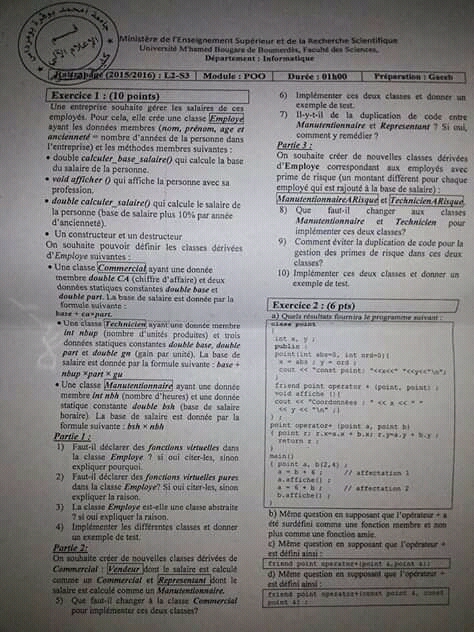 Ministère de l'Enseignement Supérieur et de la Recherche Scientifique
Université M'hamed Bougara de Boumerdès, Faculté des Sciences,
Département : Informatique
Rattrapage (2015/2016) : L2-S3 Module : POO Durée : 01h00 Préparation : Gaceb
Exercice 1 : (10 points)
Une entreprise souhaite gérer les salaires de ces
employés. Pour cela, elle crée une classe Employe
ayant les données membres (nom, prénom, age et
ancienneté = nombre d'années de la personne dans
l'entreprise) et les méthodes membres suivantes :
• double calculer_base_salaire() qui calcule la base
du salaire de la personne.
• void afficher () qui affiche la personne avec sa
profession.
• double calculer_salaire() qui calcule le salaire de
la personne (base de salaire plus 10% par année
d'ancienneté).
• Un constructeur et un destructeur
On souhaite pouvoir définir les classes dérivées
d'Employe suivantes :
• Une classe Commercial ayant une donnée
membre double CA (chiffre d'affaire) et deux
données statiques constantes double base et
double part. La base de salaire est donnée par la
formule suivante :
base + ca×part.
• Une classe Technicien ayant une donnée membre
int nbup (nombre d'unités produites) et trois
données statiques constantes double base, double
part et double gn (gain par unité). La base de
salaire est donnée par la formule suivante : base +
nbup ×part × gu
• Une classe Manutentionnaire ayant une donnée
membre int nbh (nombre d'heures) et une donnée
statique constante double bsh (base de salaire
horaire). La base de salaire est donnée par la
formule suivante : bsh × nbh
Partie 1 :
1) Faut-il déclarer des fonctions virtuelles dans
la classe Employe ? si oui citer-les, sinon
expliquer pourquoi.
2) Faut-il déclarer des fonctions virtuelles pures
dans la classe Employe? Si oui citer-les, sinon
expliquer la raison.
3) La classe Employe est-elle une classe abstraite
? si oui expliquer la raison.
4) Implémenter les différentes classes et donner
un exemple de test.
Partie 2:
On souhaite créer de nouvelles classes dérivées de
Commercial : Vendeur dont le salaire est calculé
comme un Commercial et Representant dont le
salaire est calculé comme un Manutentionnaire.
5) Que faut-il changer à la classe Commercial
pour implémenter ces deux classes?
6) Implémenter ces deux classes et donner un
exemple de test.
7) Il-y-t-il de la duplication de code entre
Manutentionnaire et Representant ? Si oui,
comment y remédier ?
Partie 3 :
On souhaite créer de nouvelles classes dérivées
d'Employe correspondant aux employés avec
prime de risque (un montant différent pour chaque
employé qui est rajouté à la base de salaire) :
ManutentionnaireARisque et TechnicienARisque.
8) Que faut-il changer aux classes
Manutentionnaire et Technicien pour
implémenter ces deux classes?
9) Comment éviter la duplication de code pour la
gestion des primes de risque dans ces deux
classes?
10) Implémenter ces deux classes et donner un
exemple de test.
Exercice 2 : (6 pts)
a) Quels résultats fournira le programme suivant :
class point
{
int x, y ;
public :
point(int abs=0, int ord=0){
x = abs ; y = ord ;
cout << "const point: "<<x<<" "<<y<<"\n";
}
friend point operator + (point, point) ;
void affiche ()
{ cout << "Coordonnées : " << x << " "
<< y << "\n" ;}
} ;
point operator+ (point a, point b)
{ point r; r.x=a.x + b.x; r.y=a.y + b.y ;
return r ;
}
main()
{ point a, b(2,4) ;
a = b + 6 ; // affectation 1
a.affiche() ;
a = 6 + b ; // affectation 2
b.affiche() ;
}
b) Même question en supposant que l'opérateur + a
été surdéfini comme une fonction membre et non
plus comme une fonction amie.
c) Même question en supposant que l'opérateur +
est défini ainsi :
friend point operator+(point &,point &);
d) Même question en supposant que l'opérateur +
est défini ainsi :
friend point operator+(const point &, const
point &) ;